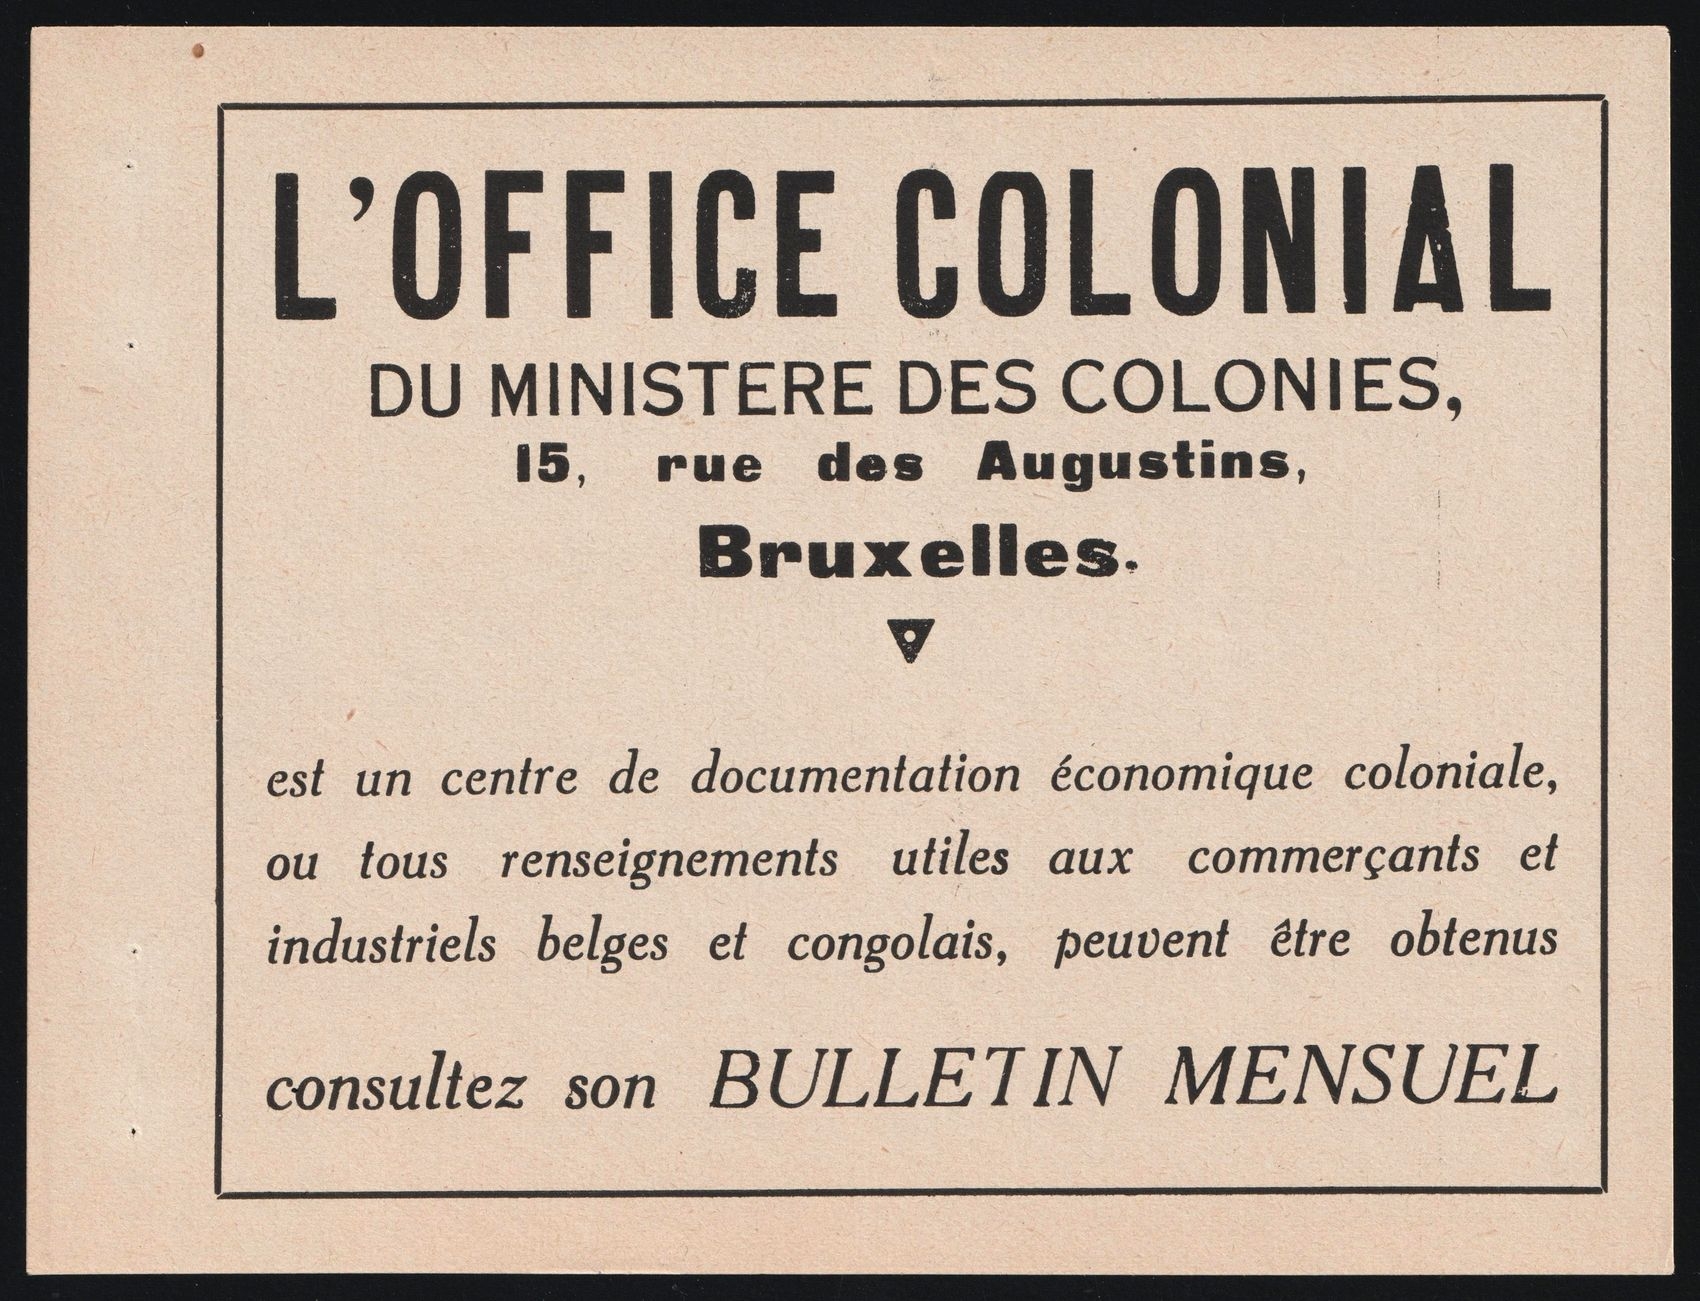 L'OFFICE COLONIAL
DU MINISTERE DES COLONIES,
15, rue des Augustins,
Bruxelles.
est un centre de documentation économique coloniale,
ou tous renseignements utiles aux commerçants et
industriels belges et congolais, peuvent être obtenus
consultez son BULLETIN MENSUEL